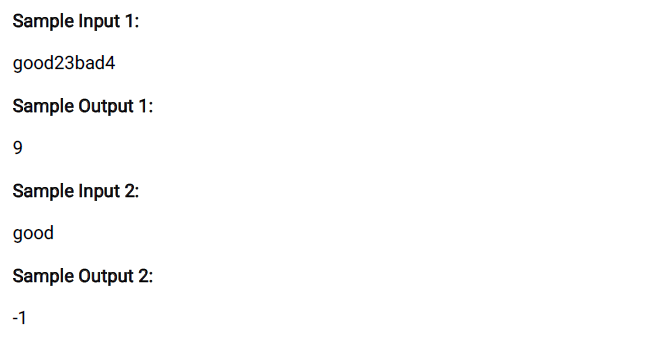 Sample Input 1:
good23bad4
Sample Output 1:
9
Sample Input 2:
good
Sample Output 2:
-1